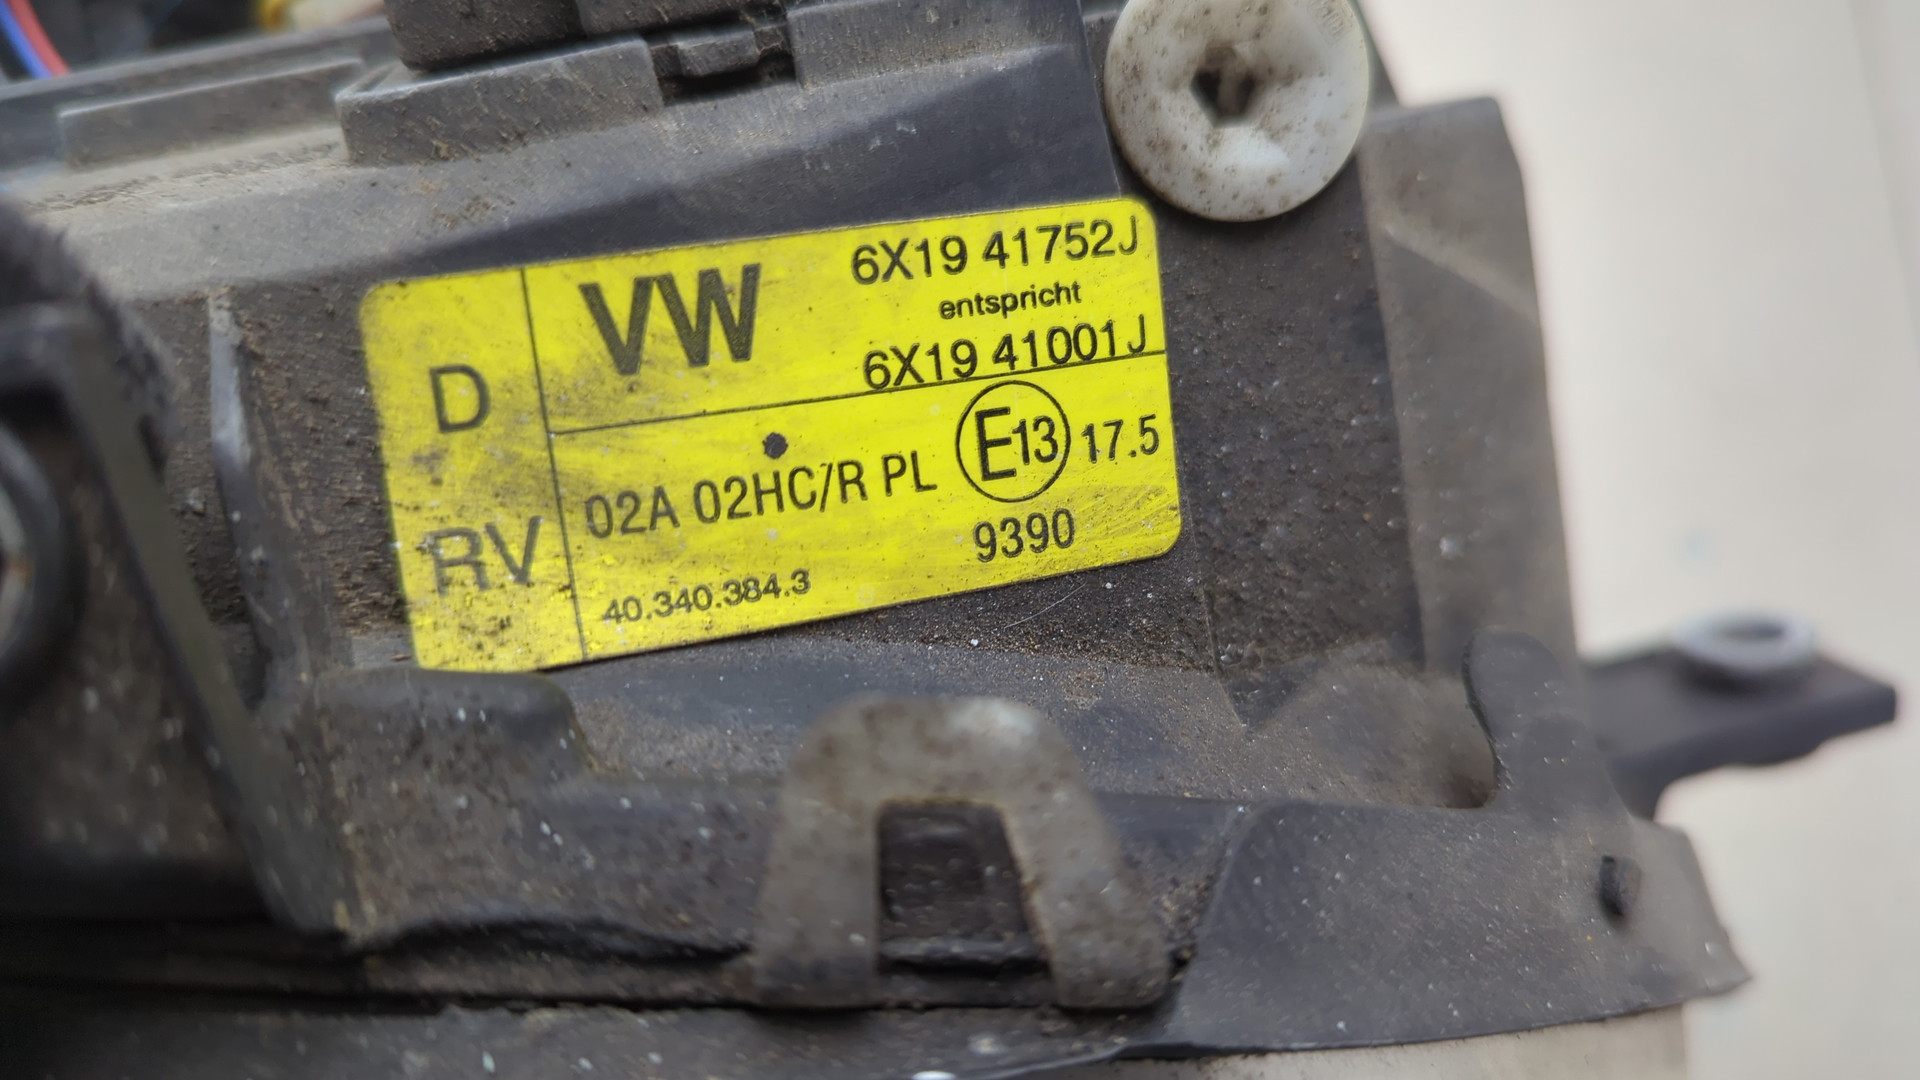 D
RV
VW
6X19 41752J
entspricht
6X19 41001J
02A 02HC/R PL E13 17.5
9390
40.340.384.3